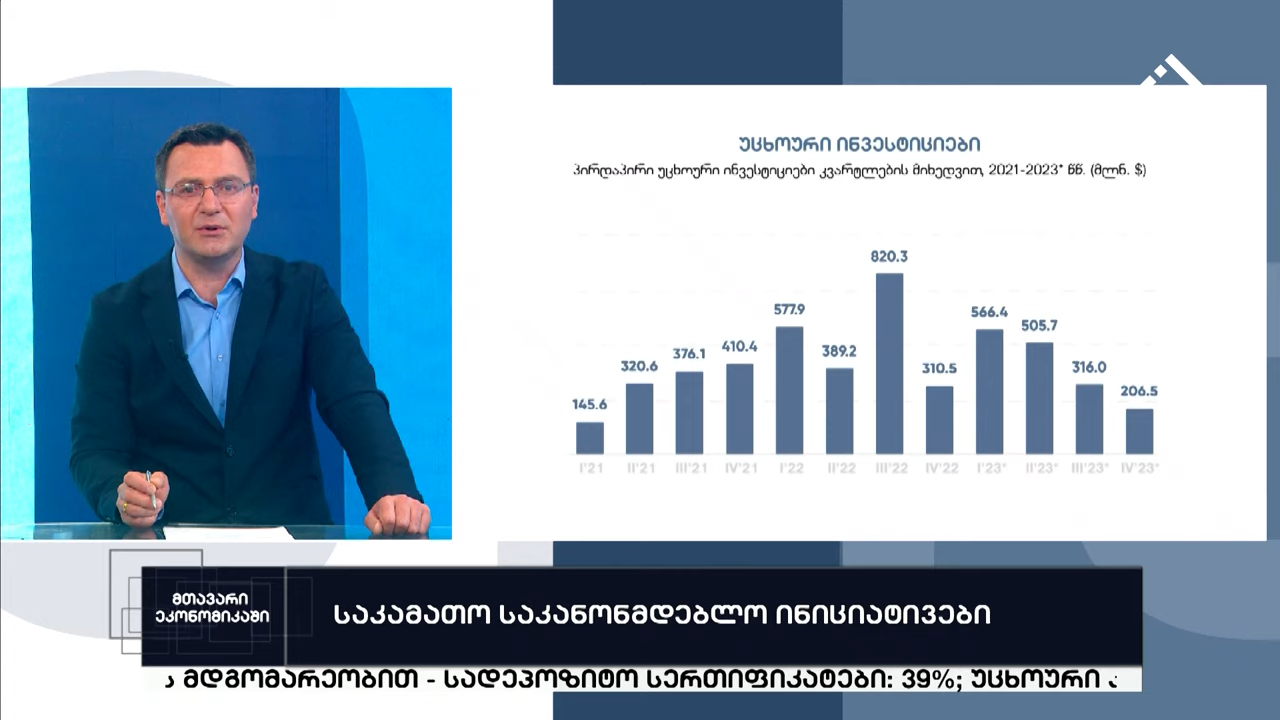 უცხოური ინვესტიციები
პირდაპირი უცხოური ინვესტიციები კვარტლების მიხედვით, 2021-2023* წწ. (მლნ. $)
145.6 320.6 376.1 410.4 577.9 389.2 820.3 310.5 566.4 505.7 316.0 206.5
I'21 II'21 III'21 IV'21 I'22 II'22 III'22 IV'22 I'23* II'23* III'23* IV'23*
მთავარი
ეკონომიკაში
საკამათო საკანონმდებლო ინიციატივები
მდგომარეობით - სადეპოზიტო სერთიფიკატები: 39%; უცხოური